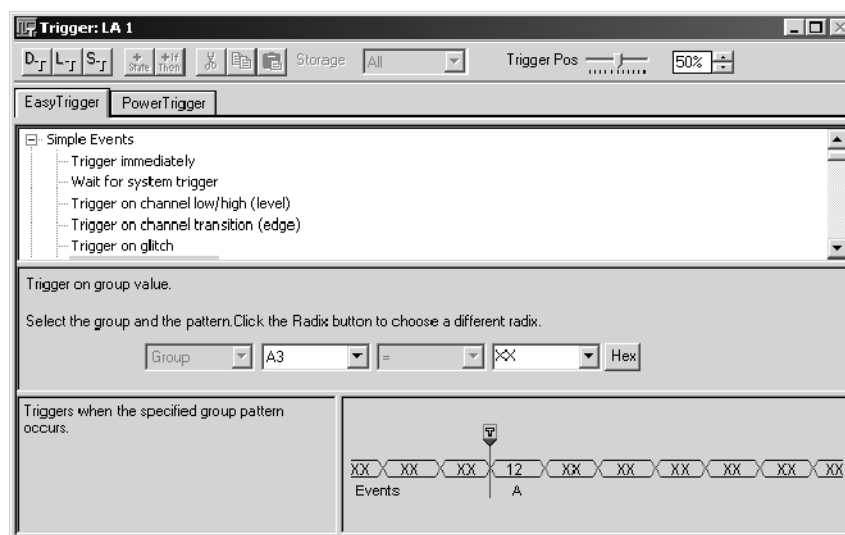 Trigger: LA 1
D- L- S- +State +If Then Storage All Trigger Pos 50%
EasyTrigger PowerTrigger
Simple Events
Trigger immediately
Wait for system trigger
Trigger on channel low/high (level)
Trigger on channel transition (edge)
Trigger on glitch
Trigger on group value.
Select the group and the pattern.Click the Radix button to choose a different radix.
Group A3 = XX Hex
Triggers when the specified group pattern
occurs.
T
XX XX XX 12 XX XX XX XX XX XX
Events A